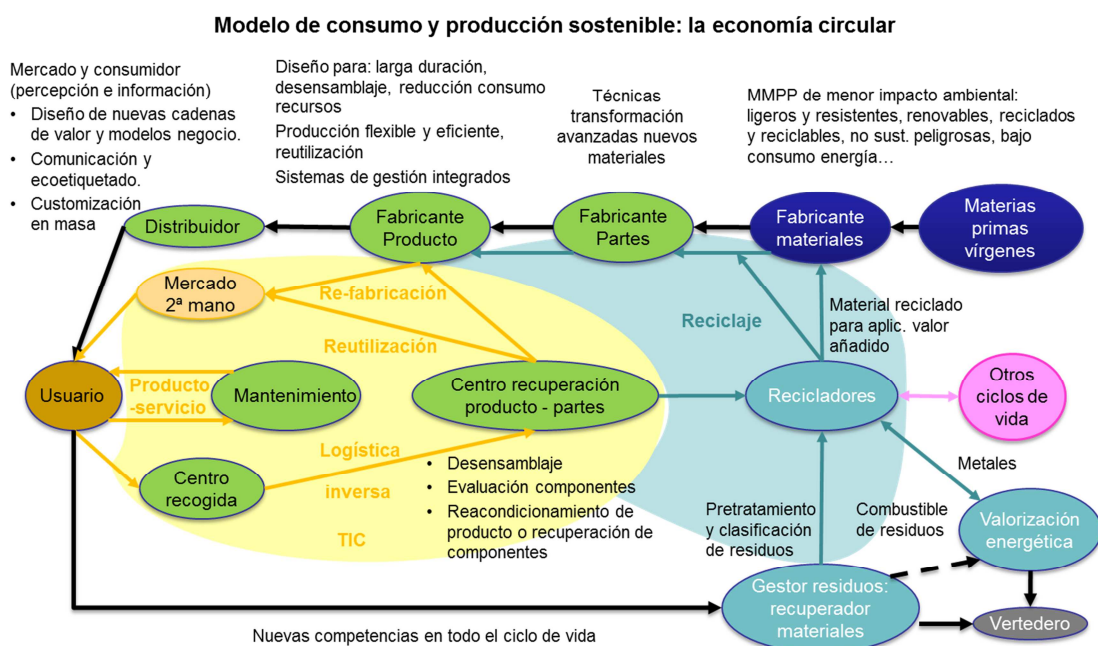 Modelo de consumo y producción sostenible: la economía circular
Mercado y consumidor
(percepción e información)
• Diseño de nuevas cadenas
de valor y modelos negocio.
• Comunicación y
ecoetiquetado.
• Customización
en masa
Diseño para: larga duración,
desensamblaje, reducción consumo
recursos
Producción flexible y eficiente,
reutilización
Sistemas de gestión integrados
Técnicas
transformación
avanzadas nuevos
materiales
MMPP de menor impacto ambiental:
ligeros y resistentes, renovables, reciclados
y reciclables, no sust. peligrosas, bajo
consumo energía…
Distribuidor
Fabricante
Producto
Fabricante
Partes
Fabricante
materiales
Materias
primas
vírgenes
Mercado
2ª mano
Re-fabricación
Reciclaje
Material reciclado
para aplic. valor
añadido
Reutilización
Usuario
Producto
-servicio
Mantenimiento
Centro recuperación
producto - partes
Recicladores
Otros
ciclos de
vida
Logística
inversa
TIC
Centro
recogida
• Desensamblaje
• Evaluación componentes
• Reacondicionamiento de
producto o recuperación de
componentes
Pretratamiento
y clasificación
de residuos
Metales
Combustible
de residuos
Valorización
energética
Gestor residuos:
recuperador
materiales
Vertedero
Nuevas competencias en todo el ciclo de vida